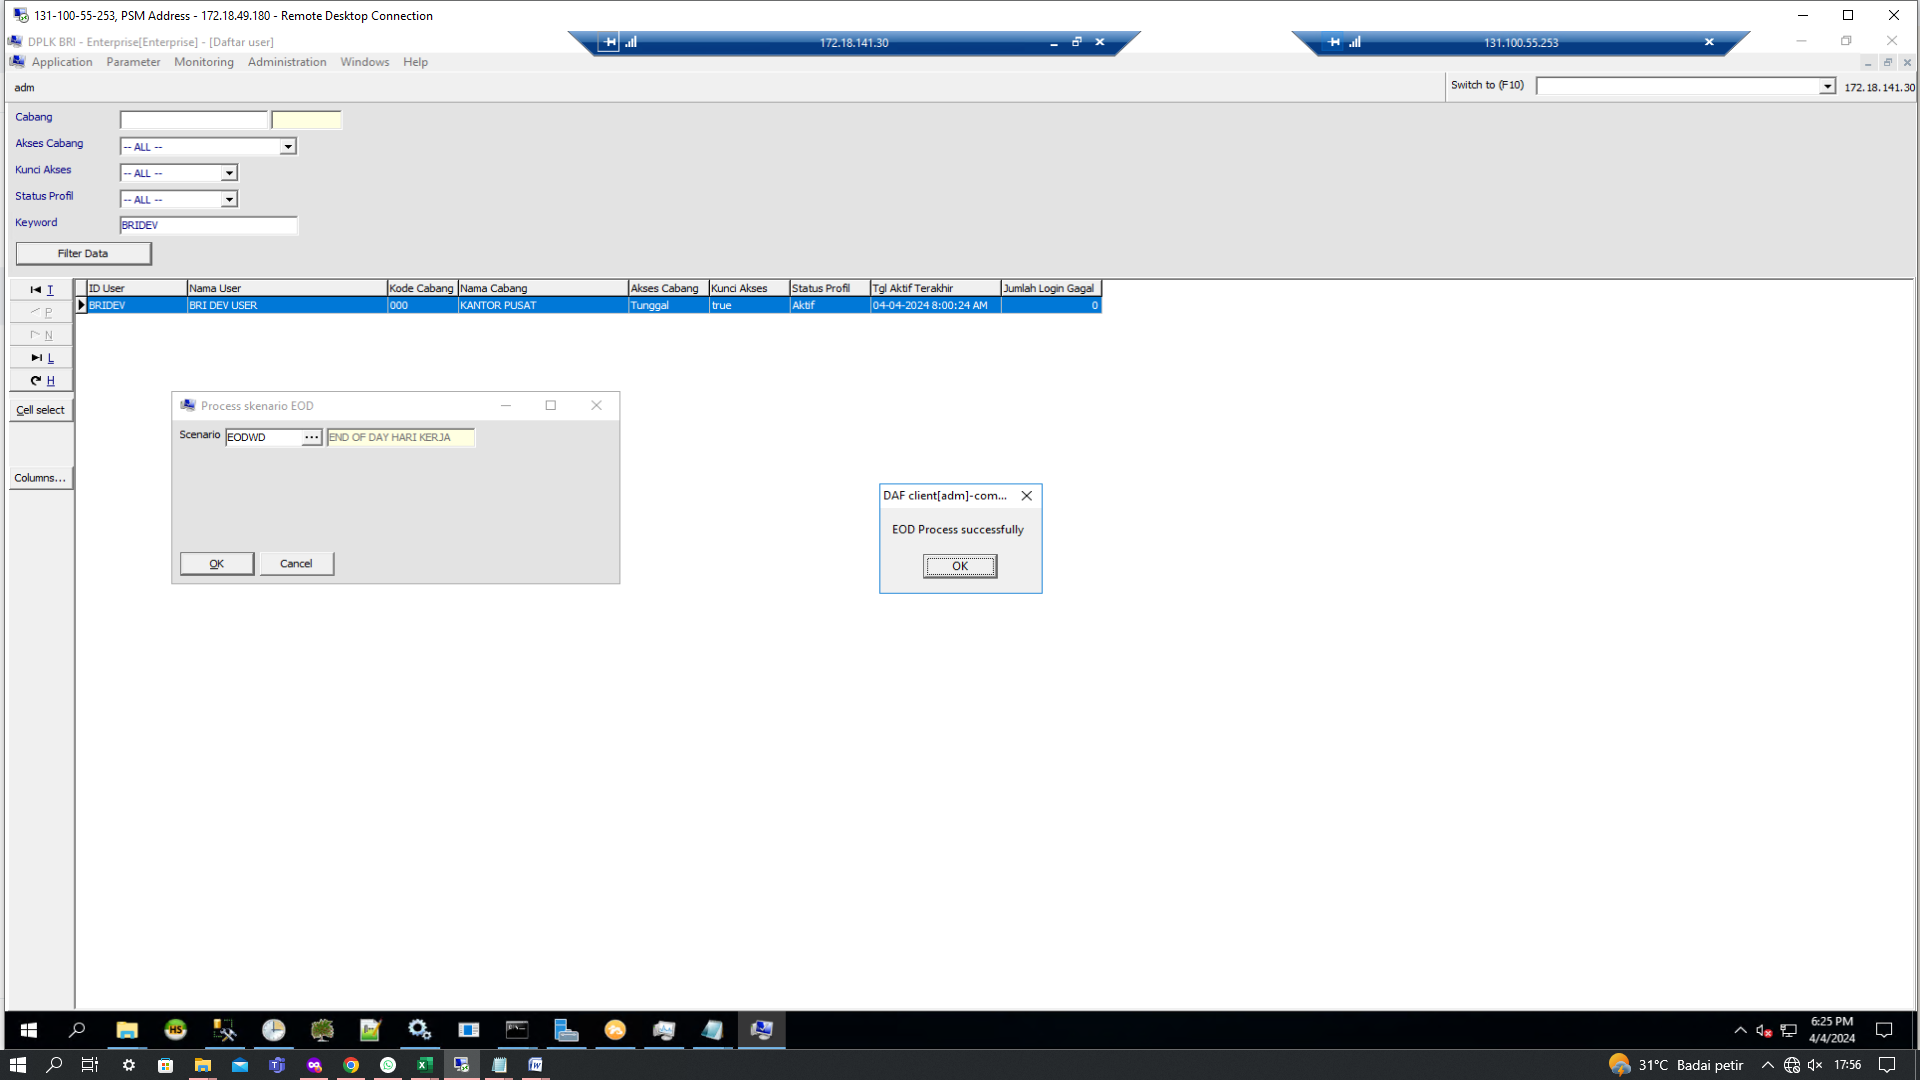 131-100-55-253, PSM Address - 172.18.49.180 - Remote Desktop Connection
DPLK BRI - Enterprise[Enterprise] - [Daftar user]
172.18.141.30
131.100.55.253
Application Parameter Monitoring Administration Windows Help
adm
Switch to (F10)
172.18.141.30
Cabang
Akses Cabang -- ALL --
Kunci Akses -- ALL --
Status Profil -- ALL --
Keyword BRIDEV
Filter Data
T
P
N
L
H
Cell select
Columns...
ID User Nama User Kode Cabang Nama Cabang Akses Cabang Kunci Akses Status Profil Tgl Aktif Terakhir Jumlah Login Gagal
BRIDEV BRI DEV USER 000 KANTOR PUSAT Tunggal true Aktif 04-04-2024 8:00:24 AM 0
Process skenario EOD
Scenario EODWD ... END OF DAY HARI KERJA
OK Cancel
DAF client[adm]-com...
EOD Process successfully
OK
HS
6:25 PM
4/4/2024
31°C Badai petir
17:56